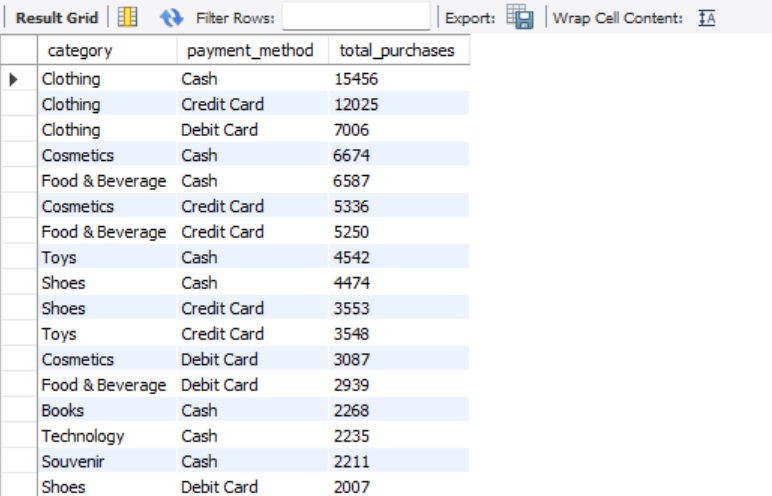 Result Grid Filter Rows: Export: Wrap Cell Content: IA
category payment_method total_purchases
Clothing Cash 15456
Clothing Credit Card 12025
Clothing Debit Card 7006
Cosmetics Cash 6674
Food & Beverage Cash 6587
Cosmetics Credit Card 5336
Food & Beverage Credit Card 5250
Toys Cash 4542
Shoes Cash 4474
Shoes Credit Card 3553
Toys Credit Card 3548
Cosmetics Debit Card 3087
Food & Beverage Debit Card 2939
Books Cash 2268
Technology Cash 2235
Souvenir Cash 2211
Shoes Debit Card 2007